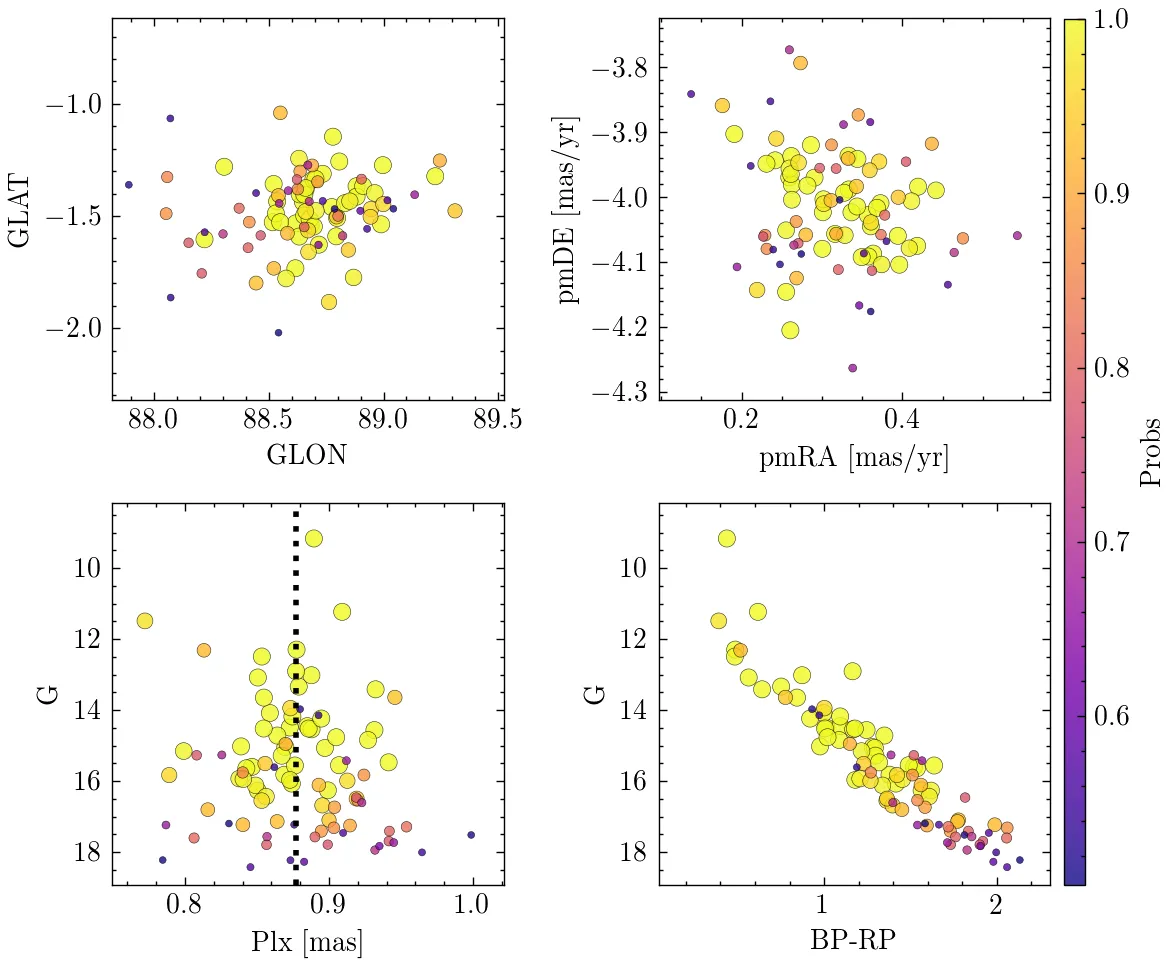 −1.0
−1.5
−2.0
GLAT
88.0 88.5 89.0 89.5
GLON
−3.8
−3.9
−4.0
−4.1
−4.2
−4.3
pmDE [mas/yr]
0.2 0.4
pmRA [mas/yr]
1.0
0.9
0.8
0.7
0.6
Probs
10
12
14
16
18
G
0.8 0.9 1.0
Plx [mas]
10
12
14
16
18
G
1 2
BP-RP